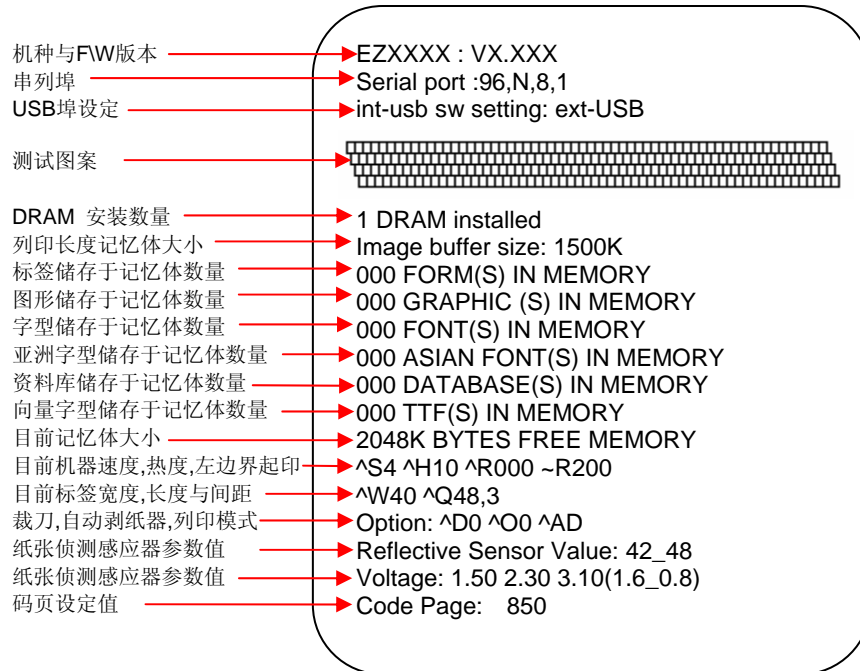 机种与F\W版本 EZXXXX : VX.XXX
串列埠 Serial port :96,N,8,1
USB埠设定 int-usb sw setting: ext-USB
测试图案
DRAM 安装数量 1 DRAM installed
列印长度记忆体大小 Image buffer size: 1500K
标签储存于记忆体数量 000 FORM(S) IN MEMORY
图形储存于记忆体数量 000 GRAPHIC (S) IN MEMORY
字型储存于记忆体数量 000 FONT(S) IN MEMORY
亚洲字型储存于记忆体数量 000 ASIAN FONT(S) IN MEMORY
资料库储存于记忆体数量 000 DATABASE(S) IN MEMORY
向量字型储存于记忆体数量 000 TTF(S) IN MEMORY
目前记忆体大小 2048K BYTES FREE MEMORY
目前机器速度,热度,左边界起印 ^S4 ^H10 ^R000 ~R200
目前标签宽度,长度与间距 ^W40 ^Q48,3
裁刀,自动剥纸器,列印模式 Option: ^D0 ^O0 ^AD
纸张侦测感应器参数值 Reflective Sensor Value: 42_48
纸张侦测感应器参数值 Voltage: 1.50 2.30 3.10(1.6_0.8)
码页设定值 Code Page: 850